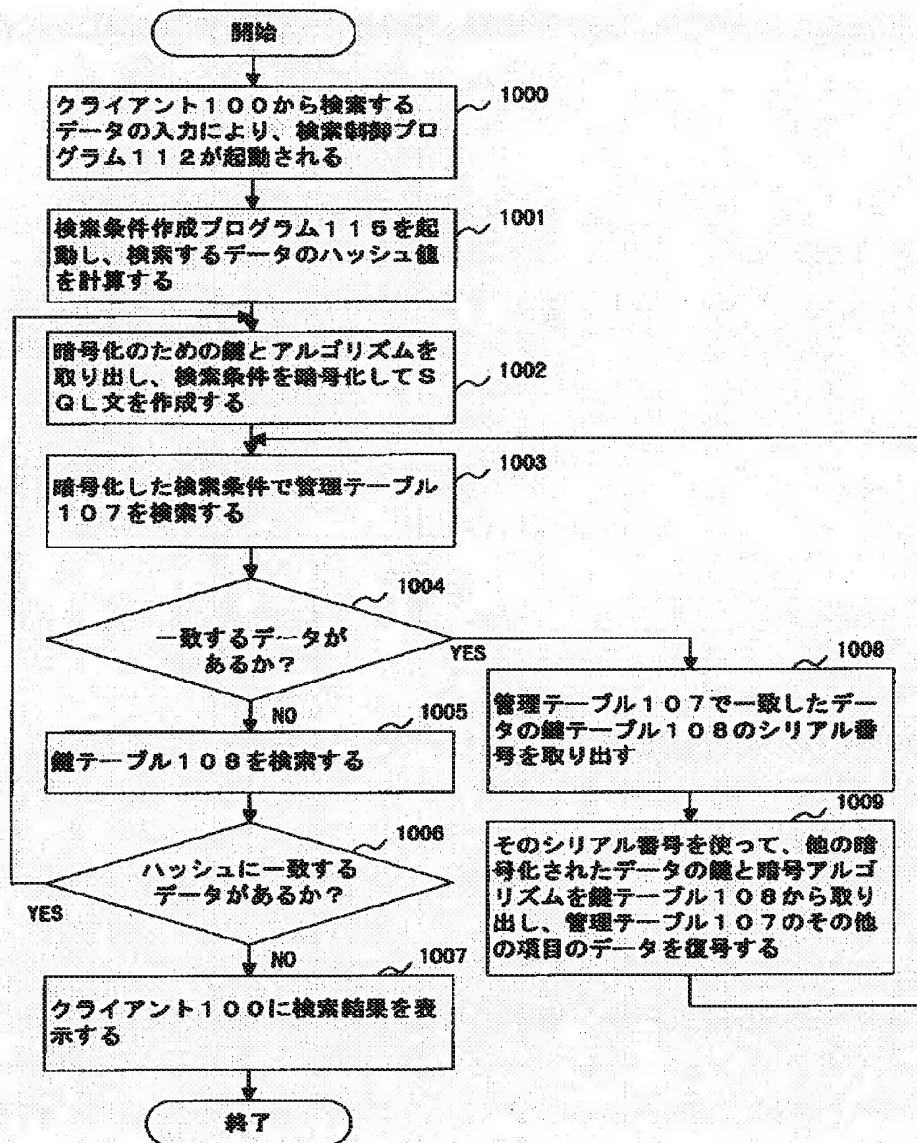 開始
クライアント100から検索する
データの入力により、検索制御プロ
グラム112が起動される
1000
検索条件作成プログラム115を起
動し、検索するデータのハッシュ値
を計算する
1001
暗号化のための鍵とアルゴリズムを
取り出し、検索条件を暗号化してS
QL文を作成する
1002
暗号化した検索条件で管理テーブル
107を検索する
1003
一致するデータが
あるか?
1004
YES
NO
鍵テーブル108を検索する
1005
ハッシュに一致する
データがあるか?
1006
YES
NO
クライアント100に検索結果を表
示する
1007
終了
管理テーブル107で一致したデー
タの鍵テーブル108のシリアル番
号を取り出す
1008
そのシリアル番号を使って、他の暗
号化されたデータの鍵と暗号アルゴ
リズムを鍵テーブル108から取り
出し、管理テーブル107のその他
の項目のデータを復号する
1009